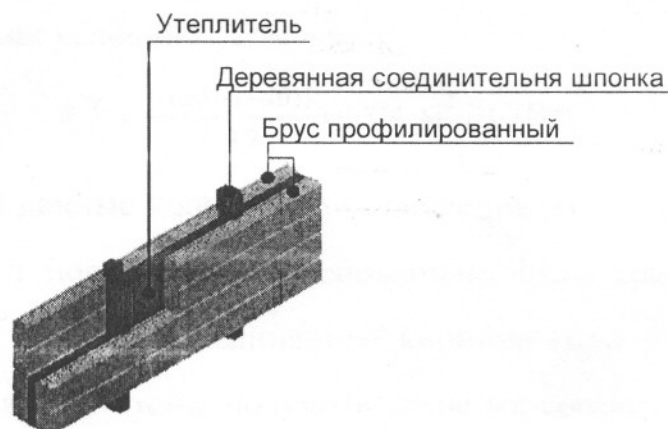 Утеплитель
Деревянная соединительня шпонка
Брус профилированный